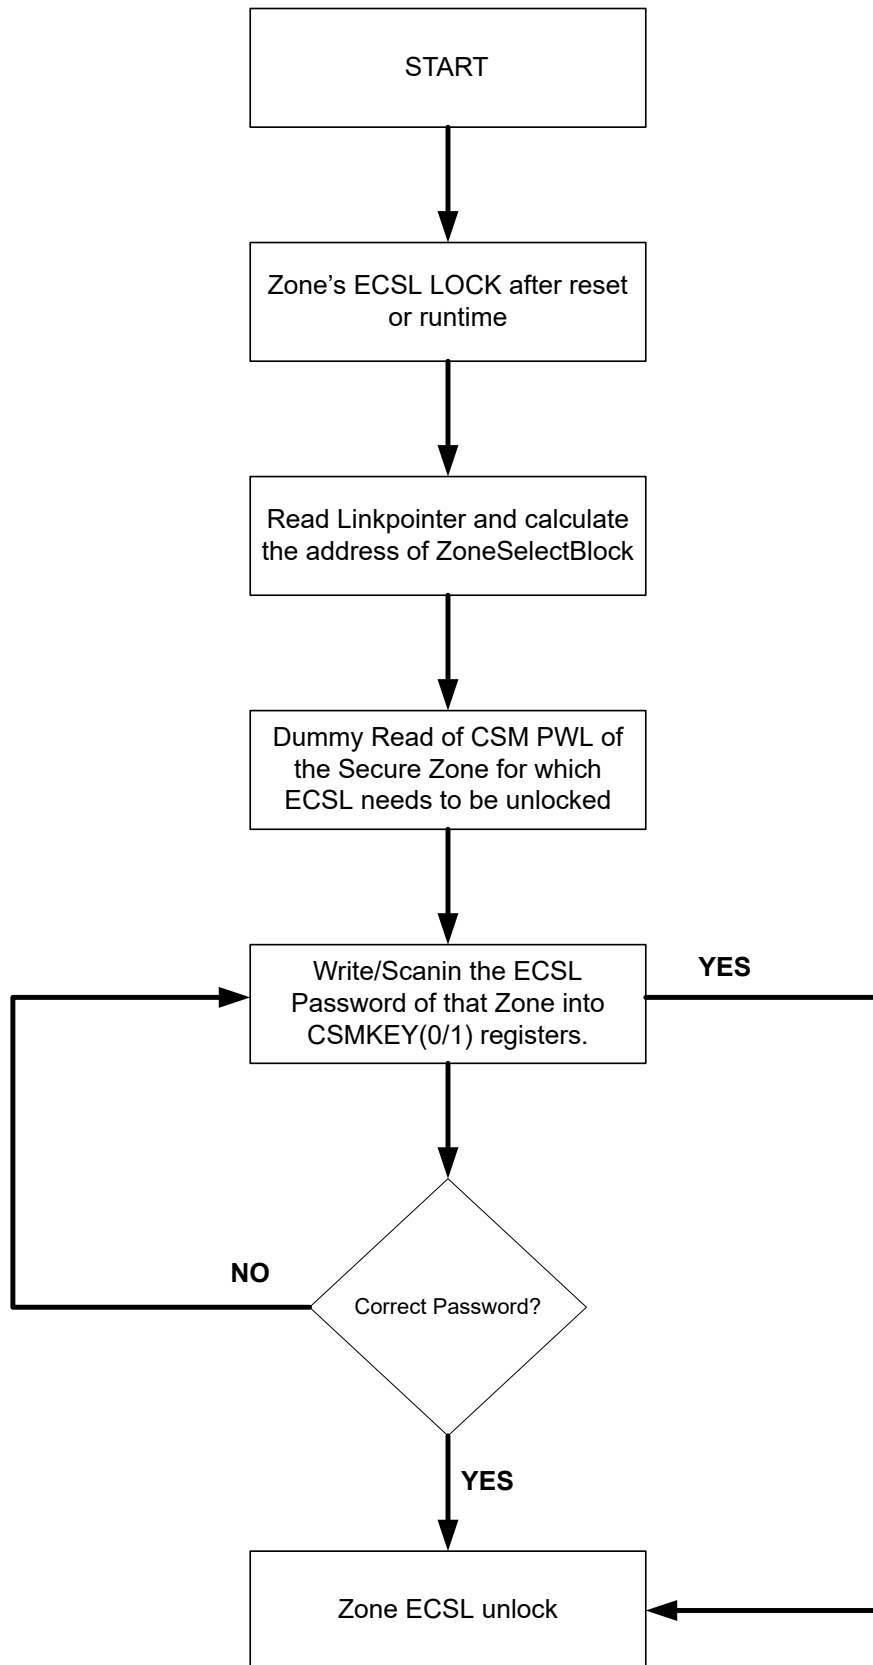 START
Zone’s ECSL LOCK after reset
or runtime
Read Linkpointer and calculate
the address of ZoneSelectBlock
Dummy Read of CSM PWL of
the Secure Zone for which
ECSL needs to be unlocked
Write/Scanin the ECSL
Password of that Zone into
CSMKEY(0/1) registers.
YES
NO
Correct Password?
YES
Zone ECSL unlock